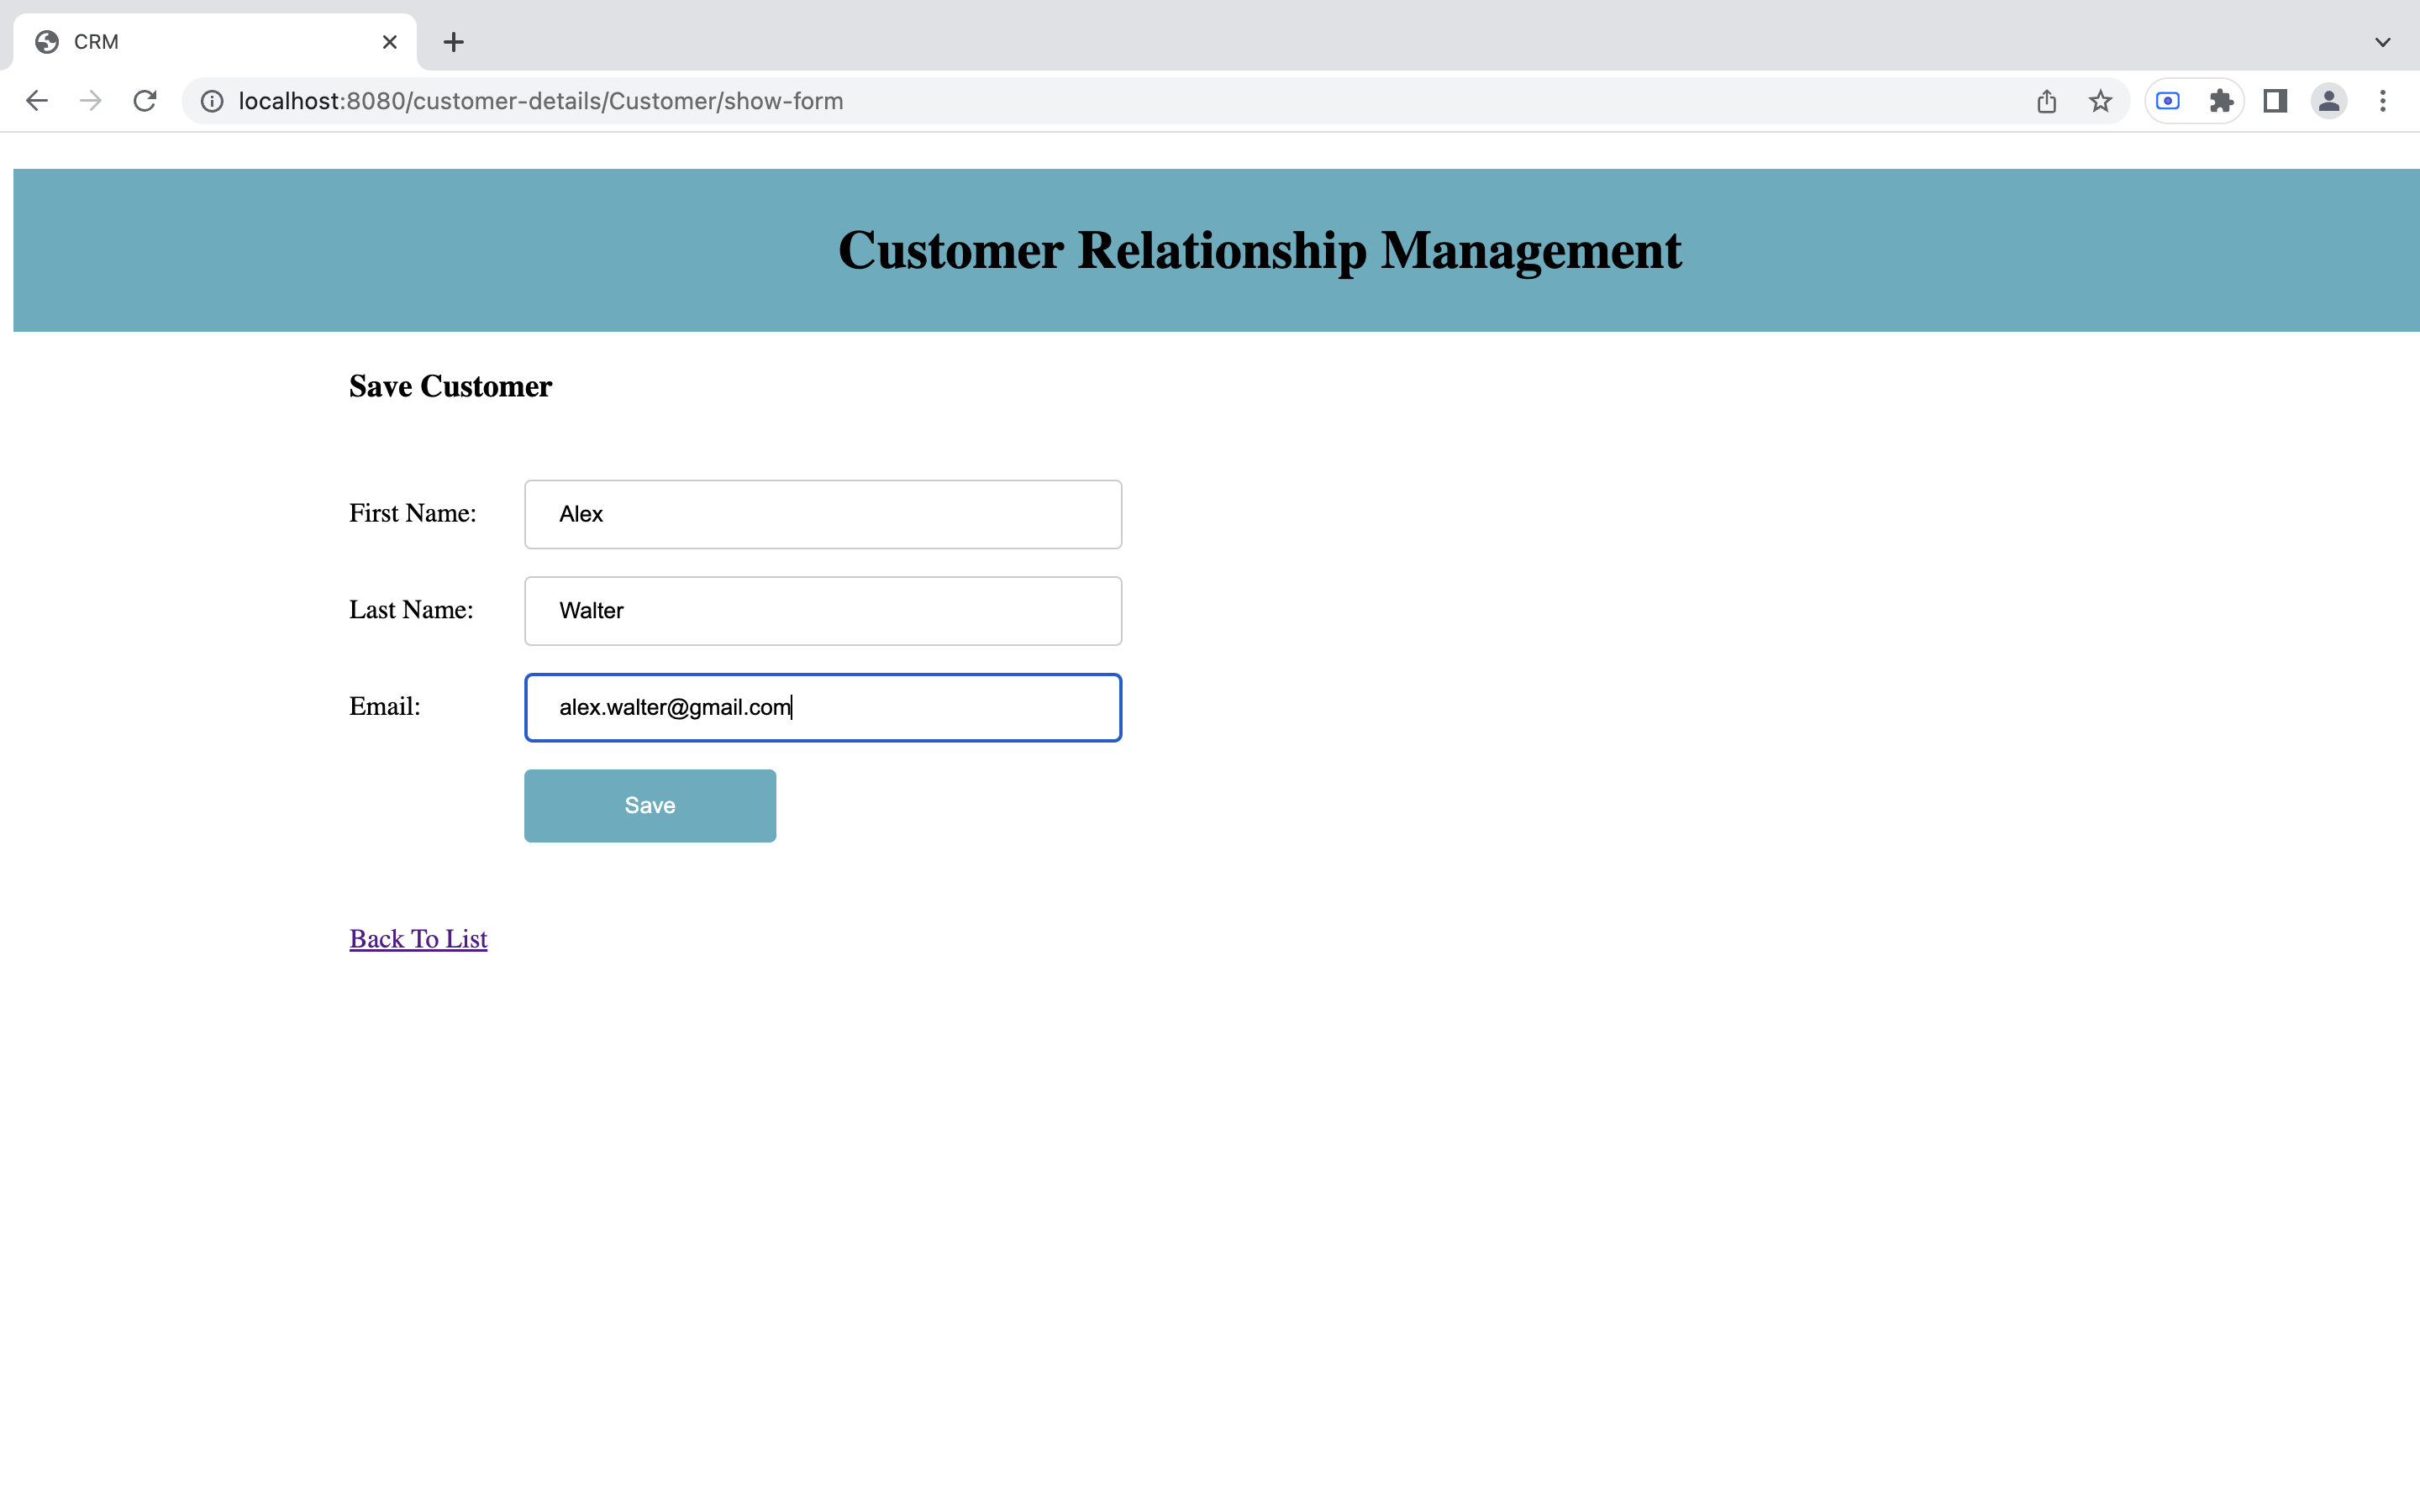 CRM
localhost:8080/customer-details/Customer/show-form
Customer Relationship Management
Save Customer
First Name: Alex
Last Name: Walter
Email: alex.walter@gmail.com
Save
Back To List